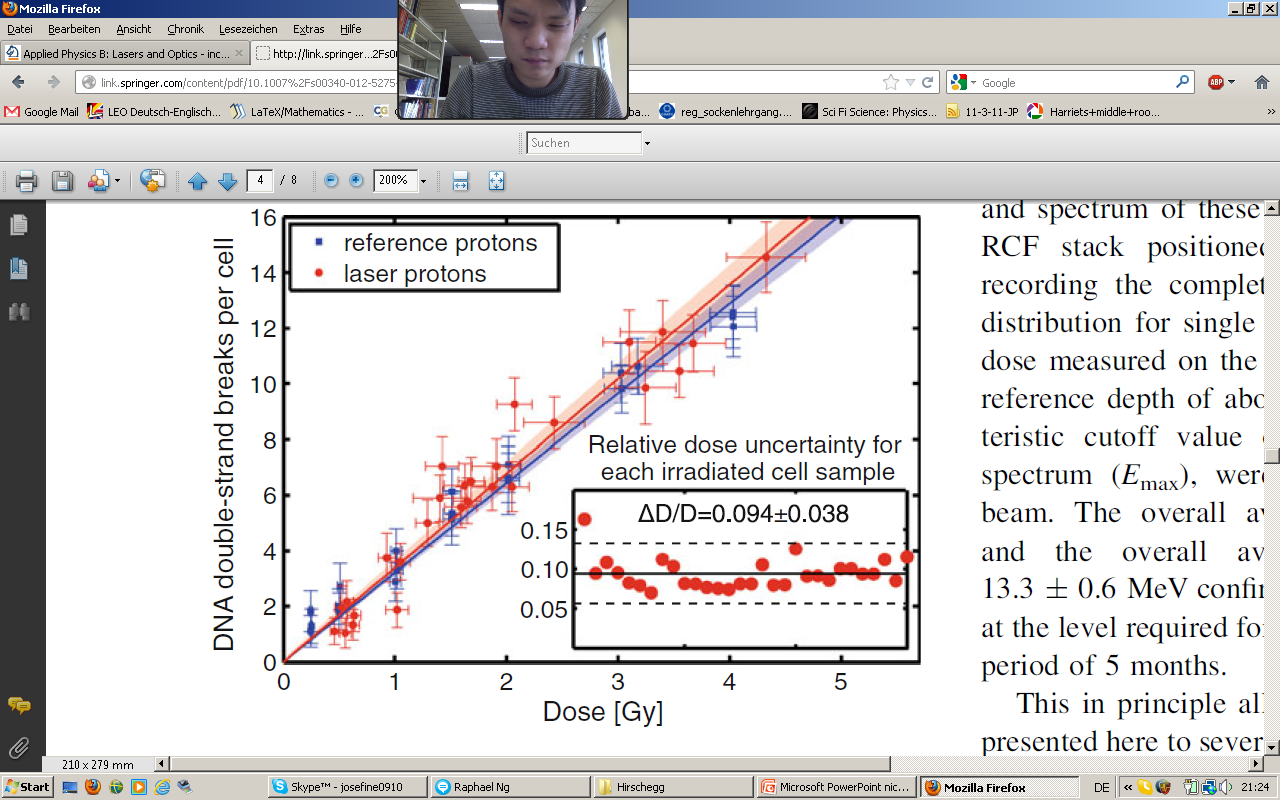 Mozilla Firefox
Datei Bearbeiten Ansicht Chronik Lesezeichen Extras Hilfe
Applied Physics B: Lasers and Optics - inc... http://link.springer...2Fs00
link.springer.com/content/pdf/10.1007%2Fs00340-012-5275 Google ABP
Google Mail LEO Deutsch-Englisch... LaTeX/Mathematik - ... reg_sockenlehrgang.... Sci Fi Science: Physics... 11-3-11-JP Harriets+middle+roo... »
Suchen
4 / 8 200%
16
14
12
10
8
6
4
2
0
DNA double-strand breaks per cell
reference protons
laser protons
Relative dose uncertainty for
each irradiated cell sample
ΔD/D=0.094±0.038
0.15
0.10
0.05
0 1 2 3 4 5
Dose [Gy]
and spectrum of these
RCF stack positioned
recording the complet
distribution for single
dose measured on the
reference depth of abo
teristic cutoff value
spectrum (Emax), were
beam. The overall av
and the overall av
13.3 ± 0.6 MeV confir
at the level required fo
period of 5 months.
This in principle al
presented here to sever
210 x 279 mm
Start Skype™ - josefine0910 Raphael Ng Hirschegg Microsoft PowerPoint nic... Mozilla Firefox DE « 21:24